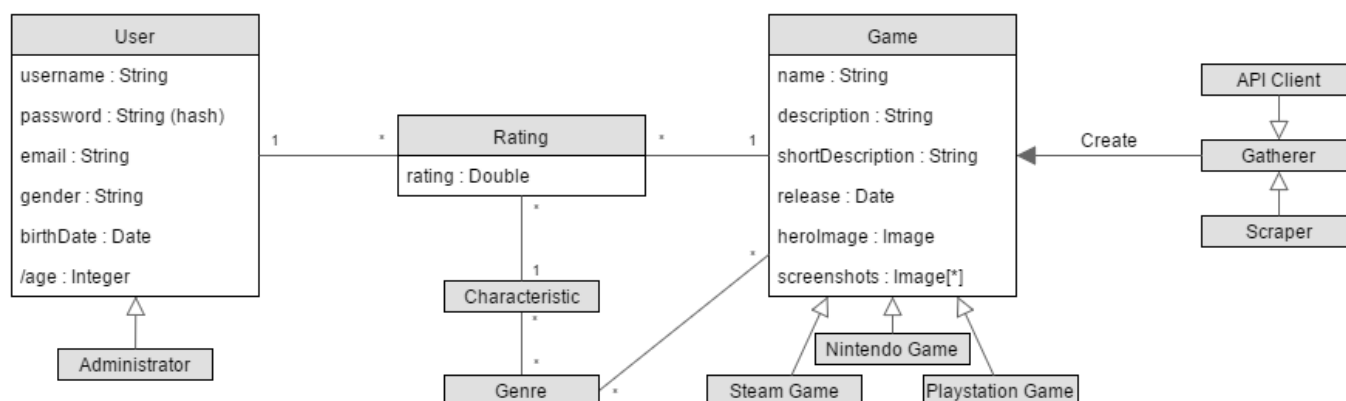 User
username : String
password : String (hash)
email : String
gender : String
birthDate : Date
/age : Integer
Administrator
1
*
Rating
rating : Double
*
1
*
1
Characteristic
*
*
Genre
*
*
Game
name : String
description : String
shortDescription : String
release : Date
heroImage : Image
screenshots : Image[*]
Nintendo Game
Steam Game
Playstation Game
Create
API Client
Gatherer
Scraper